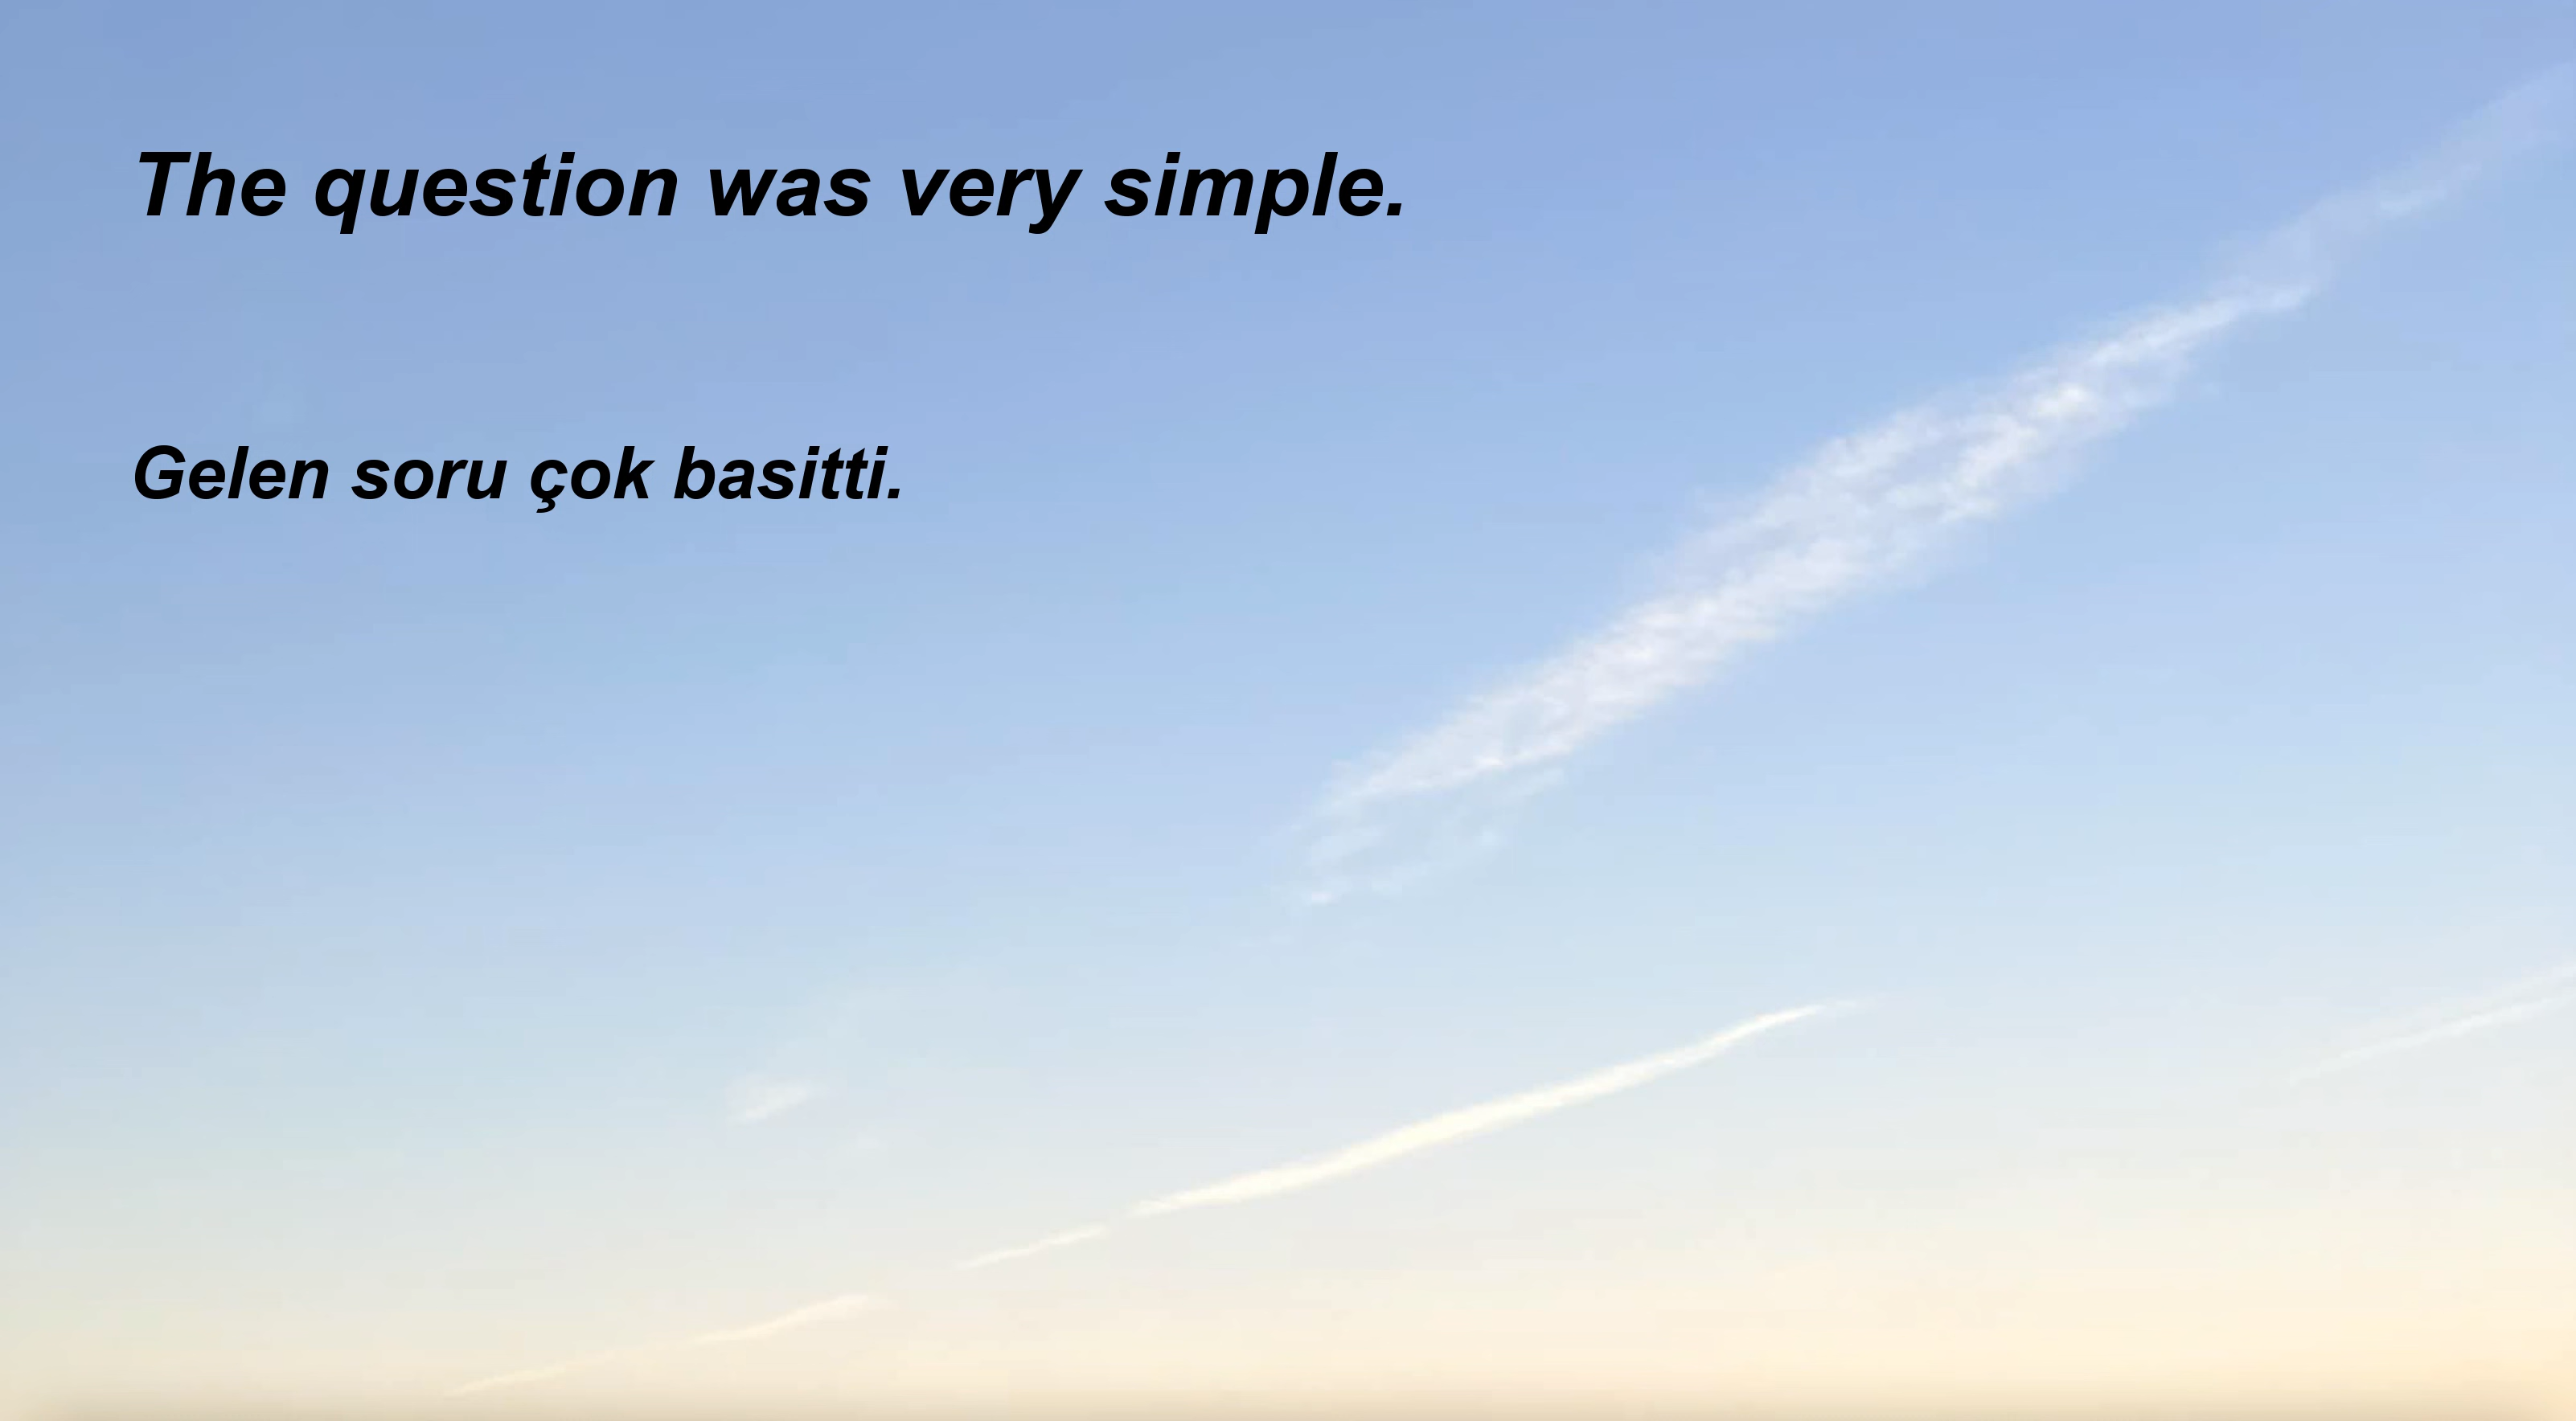 The question was very simple.
Gelen soru çok basitti.